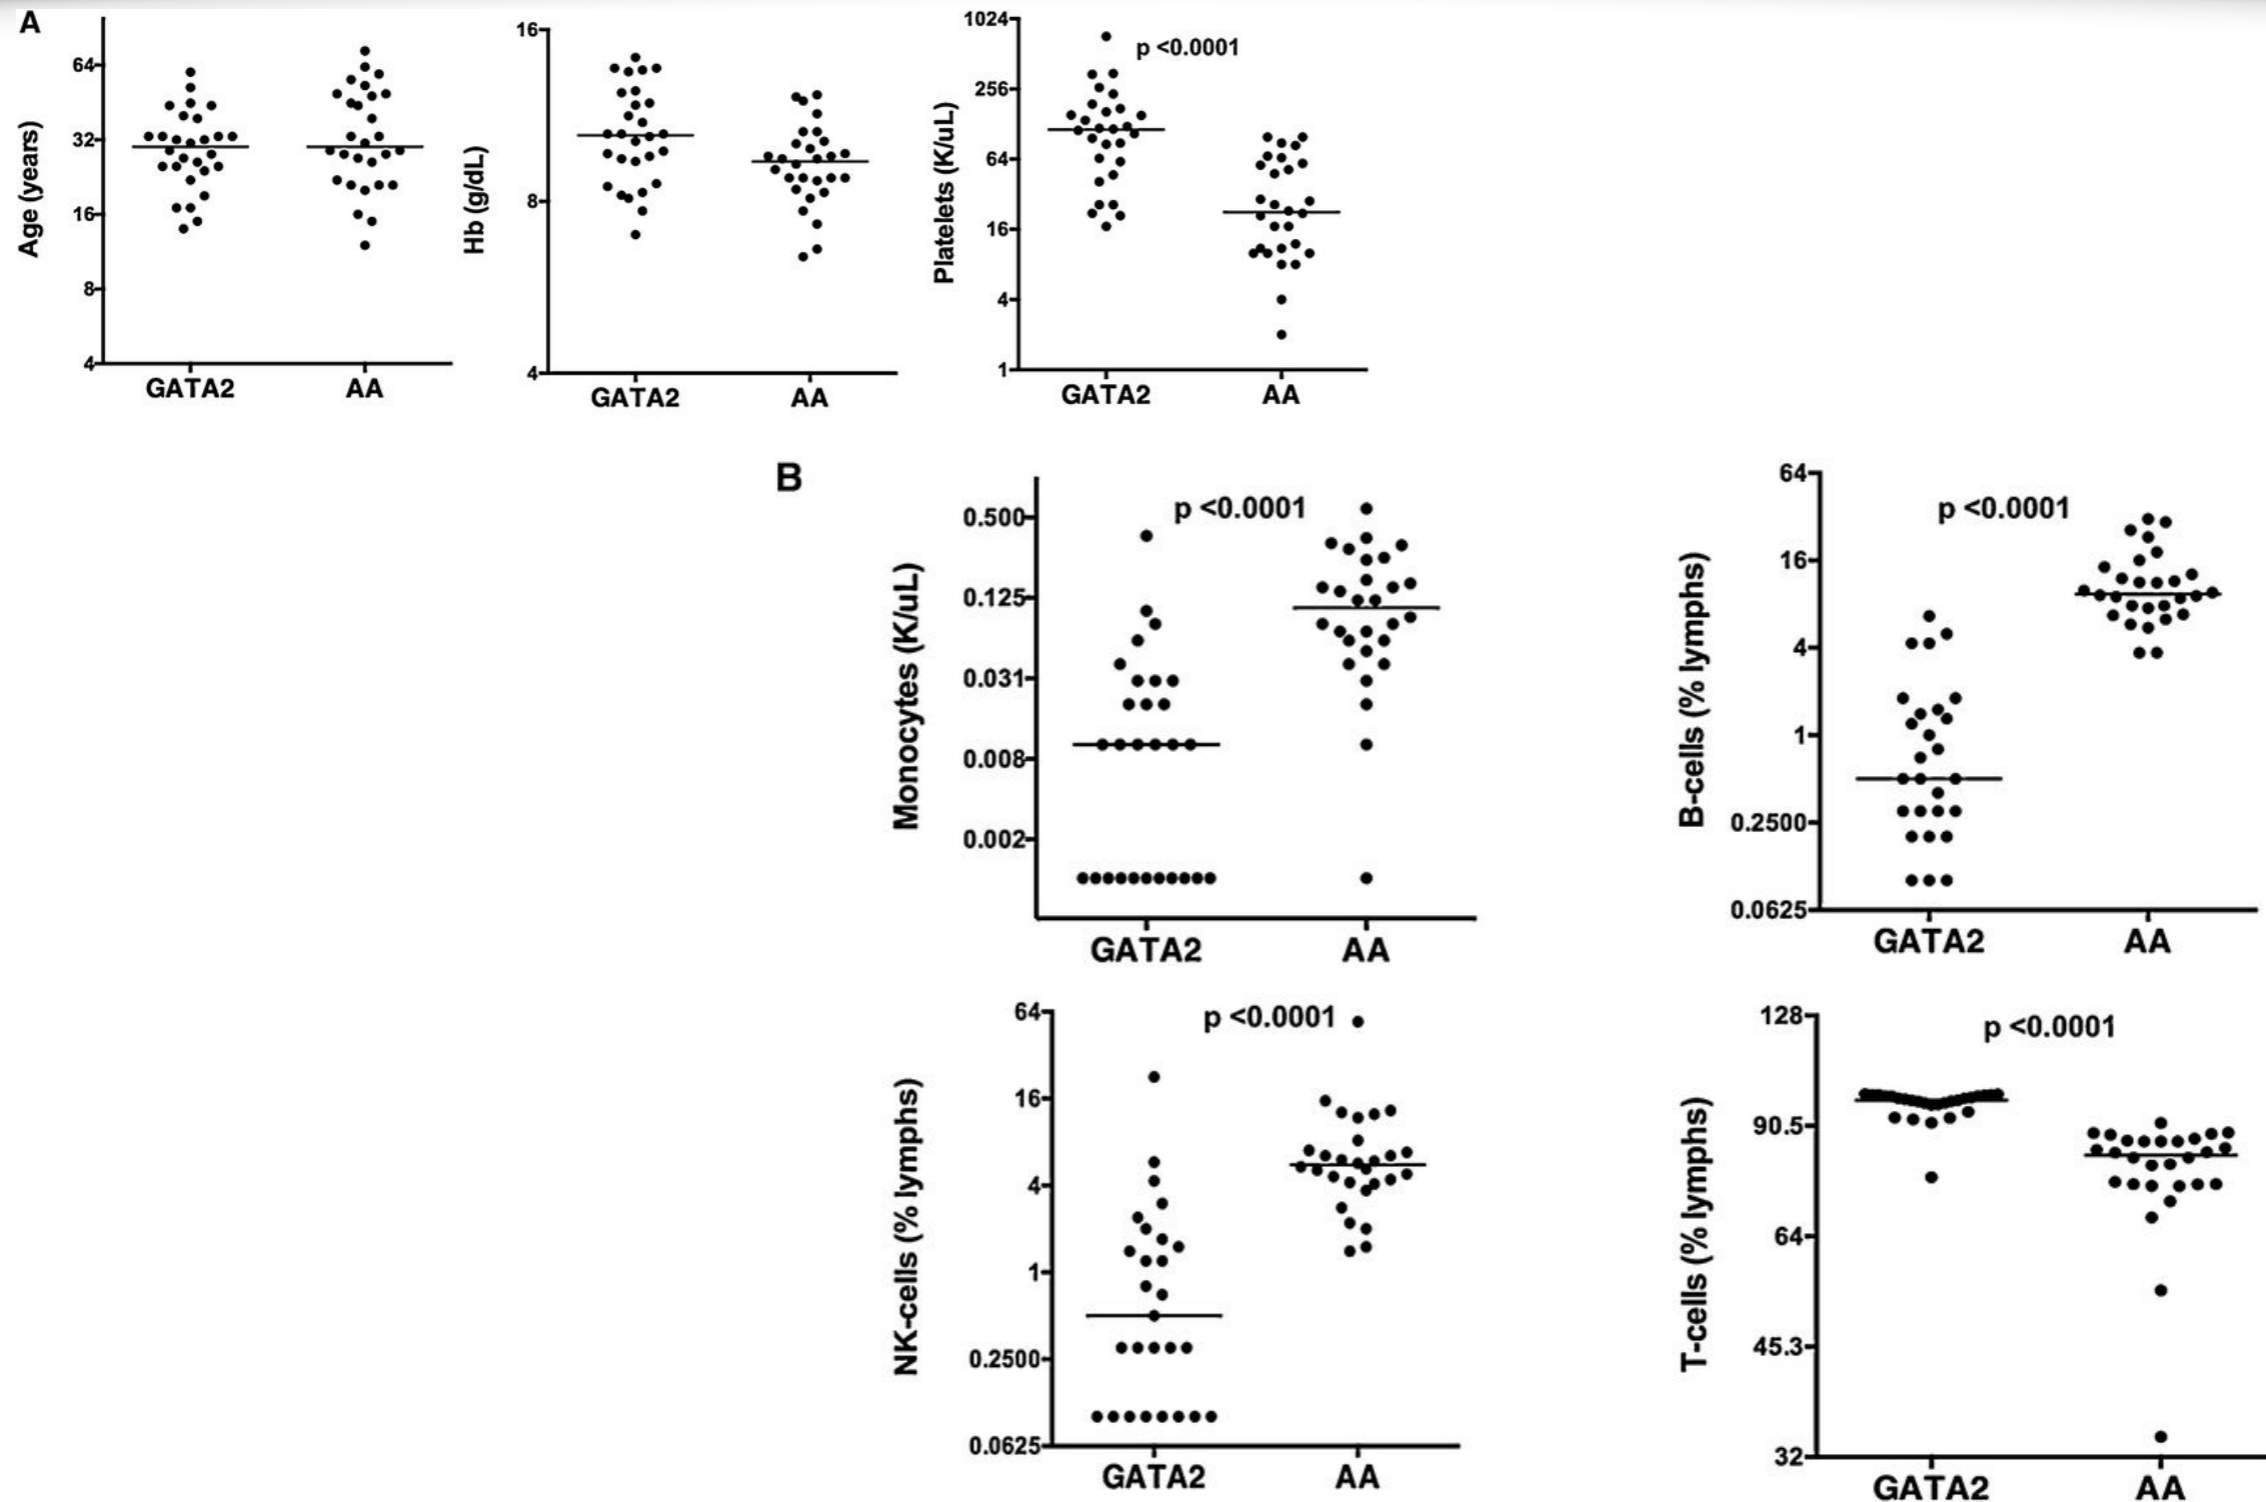 A
Age (years)
64
32
16
8
4
GATA2 AA
Hb (g/dL)
16
8
4
GATA2 AA
Platelets (K/uL)
1024
256
64
16
4
1
p <0.0001
GATA2 AA
B
Monocytes (K/uL)
0.500
0.125
0.031
0.008
0.002
p <0.0001
GATA2 AA
B-cells (% lymphs)
64
16
4
1
0.2500
0.0625
p <0.0001
GATA2 AA
NK-cells (% lymphs)
64
16
4
1
0.2500
0.0625
p <0.0001
GATA2 AA
T-cells (% lymphs)
128
90.5
64
45.3
32
p <0.0001
GATA2 AA